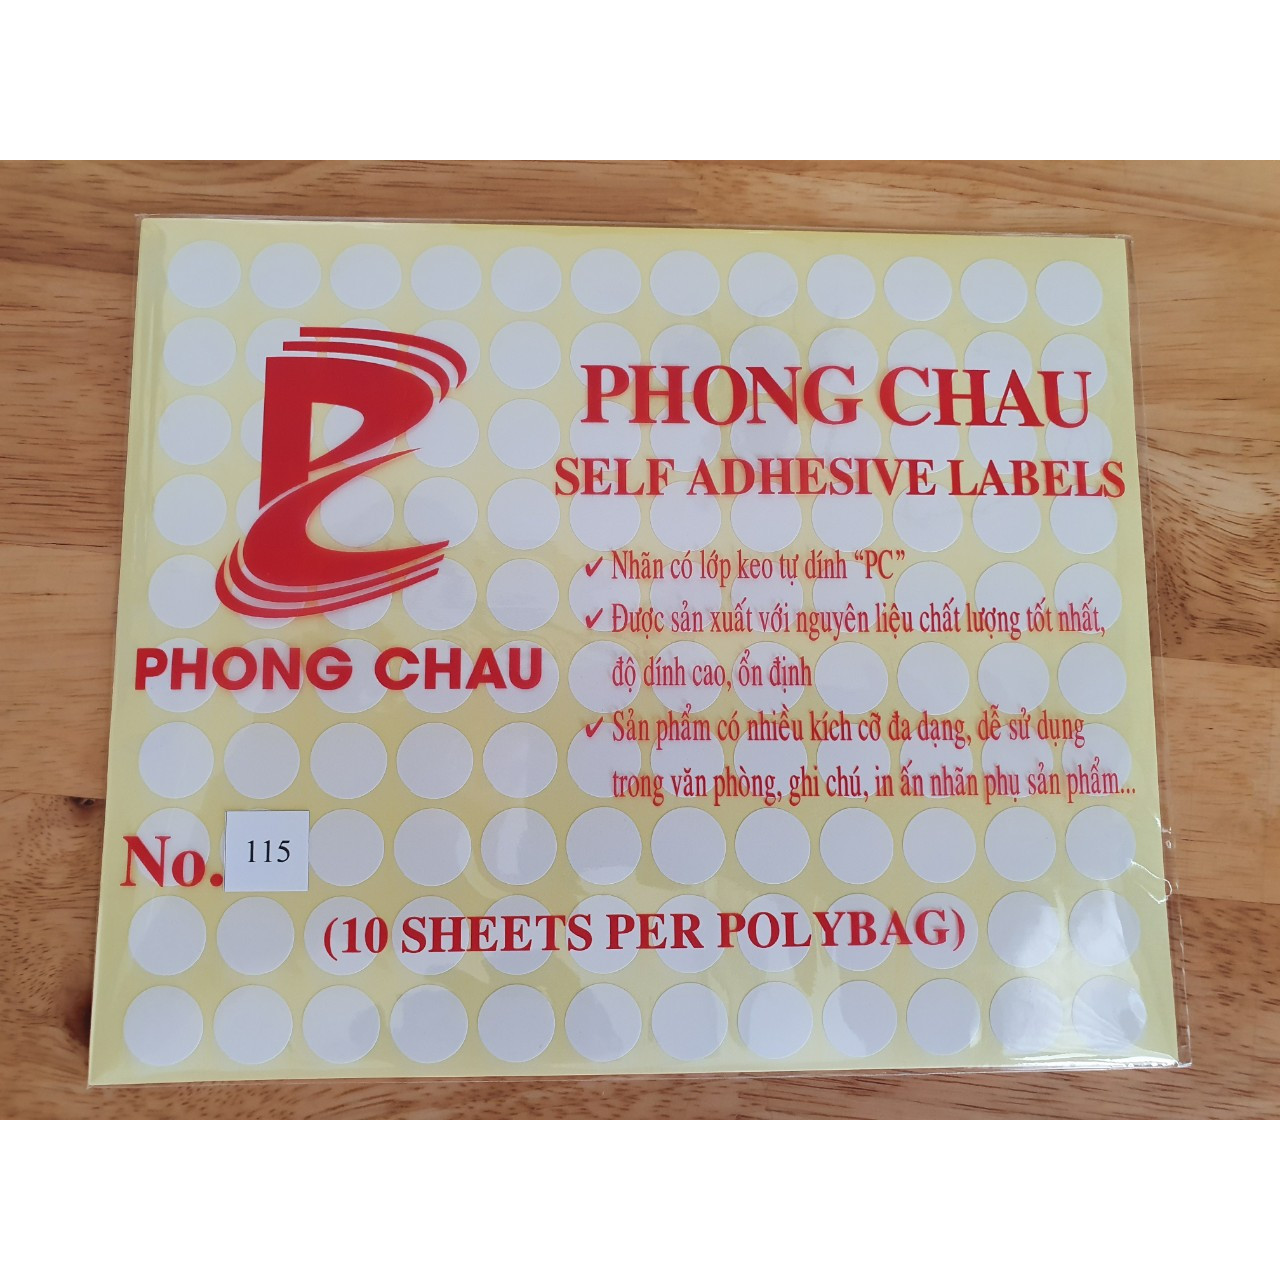 PHONG CHAU
PHONG CHAU
SELF ADHESIVE LABELS
✓ Nhãn có lớp keo tự dính “PC”
✓ Được sản xuất với nguyên liệu chất lượng tốt nhất,
độ dính cao, ổn định
✓ Sản phẩm có nhiều kích cỡ đa dạng, dễ sử dụng
trong văn phòng, ghi chú, in ấn nhãn phụ sản phẩm...
No. 115
(10 SHEETS PER POLYBAG)